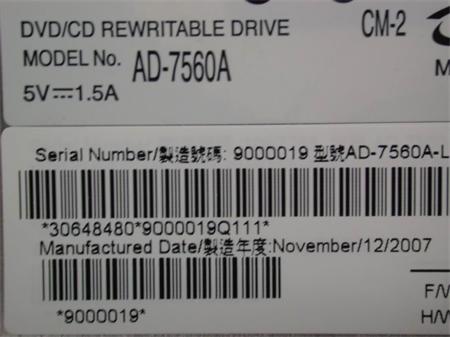 DVD/CD REWRITABLE DRIVE CM-2
MODEL No. AD-7560A
5V⎓1.5A
Serial Number/製造號碼: 9000019 型號AD-7560A-L
*30648480*9000019Q111*
Manufactured Date/製造年度:November/12/2007
*9000019*
F/
H/